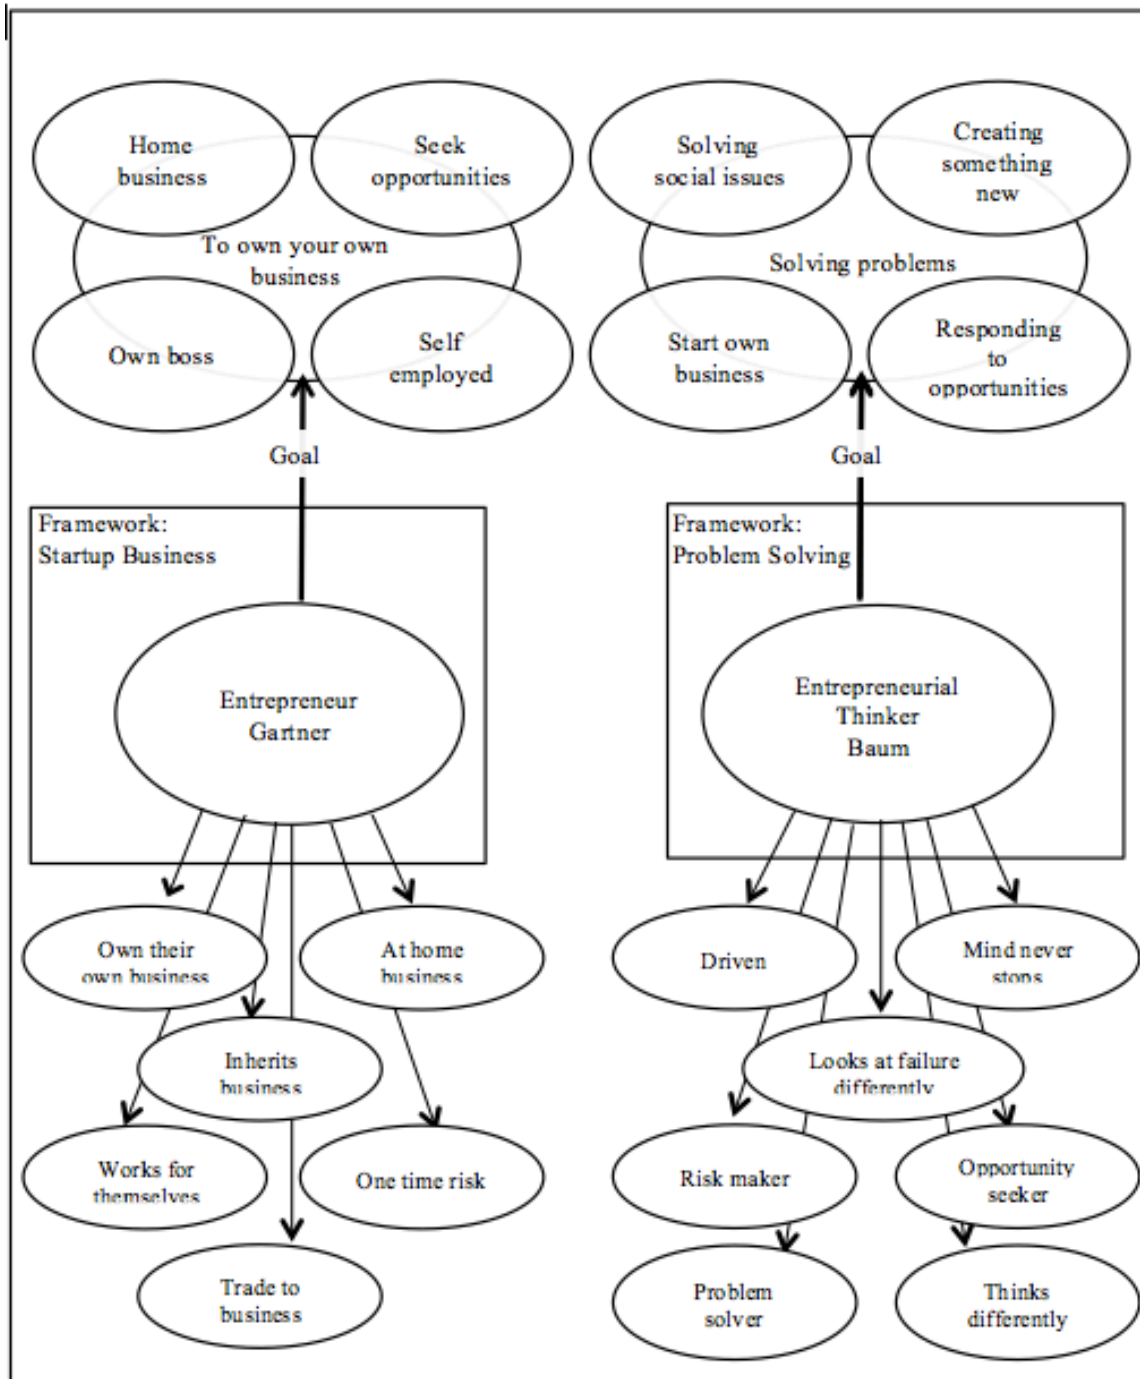 Home
business
Seek
opportunities
To own your own
business
Own boss
Self
employed
Goal
Framework:
Startup Business
Entrepreneur
Gartner
Own their
own business
At home
business
Inherits
business
Works for
themselves
One time risk
Trade to
business
Solving
social issues
Creating
something
new
Solving problems
Start own
business
Responding
to
opportunities
Goal
Framework:
Problem Solving
Entrepreneurial
Thinker
Baum
Driven
Mind never
stops
Looks at failure
differently
Risk maker
Opportunity
seeker
Problem
solver
Thinks
differently